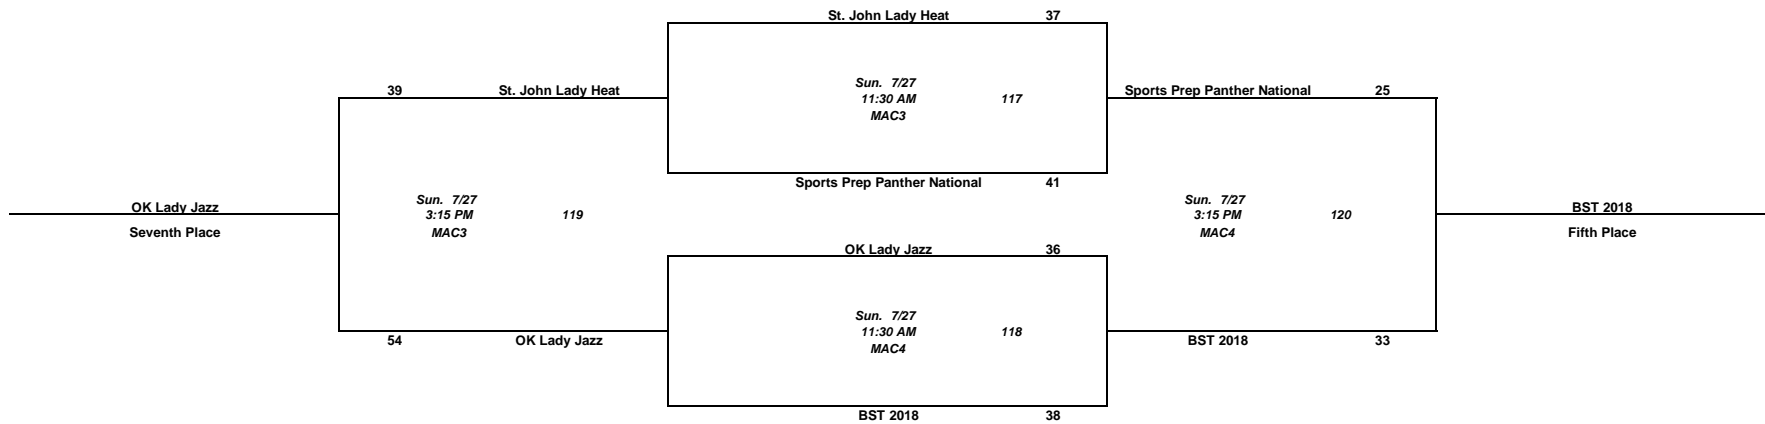 St. John Lady Heat 37
Sun. 7/27
39 St. John Lady Heat 11:30 AM 117 Sports Prep Panther National 25
MAC3
Sports Prep Panther National 41
Sun. 7/27 Sun. 7/27
OK Lady Jazz 3:15 PM 119 3:15 PM 120 BST 2018
Seventh Place MAC3 MAC4 Fifth Place
OK Lady Jazz 36
Sun. 7/27
11:30 AM 118
54 OK Lady Jazz MAC4 BST 2018 33
BST 2018 38